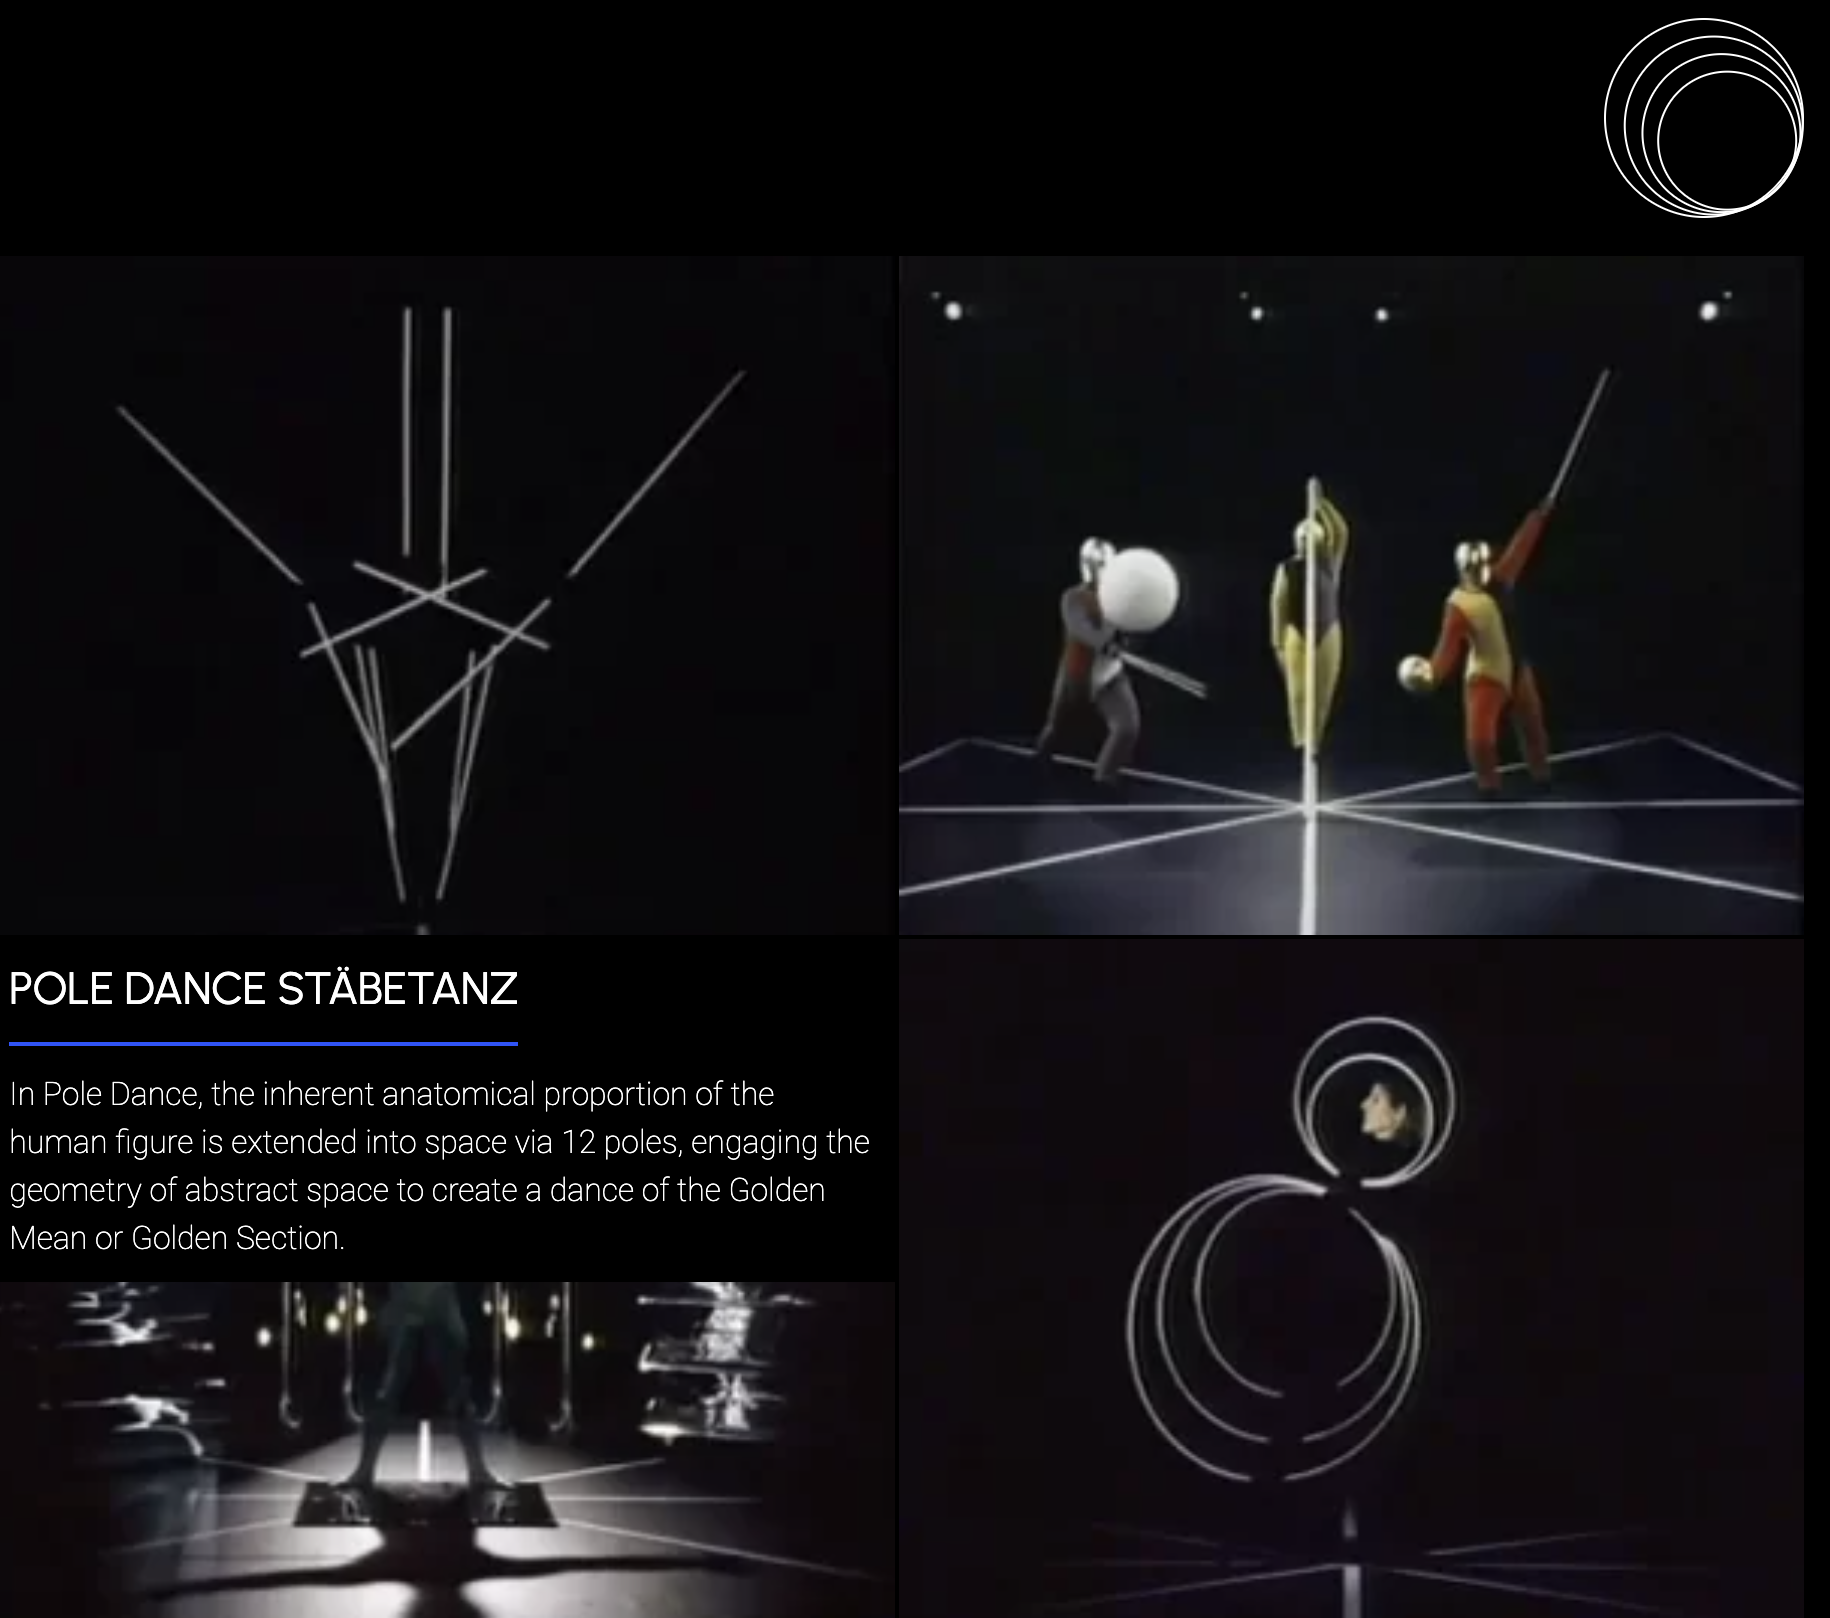 POLE DANCE STÄBETANZ
In Pole Dance, the inherent anatomical proportion of the
human figure is extended into space via 12 poles, engaging the
geometry of abstract space to create a dance of the Golden
Mean or Golden Section.